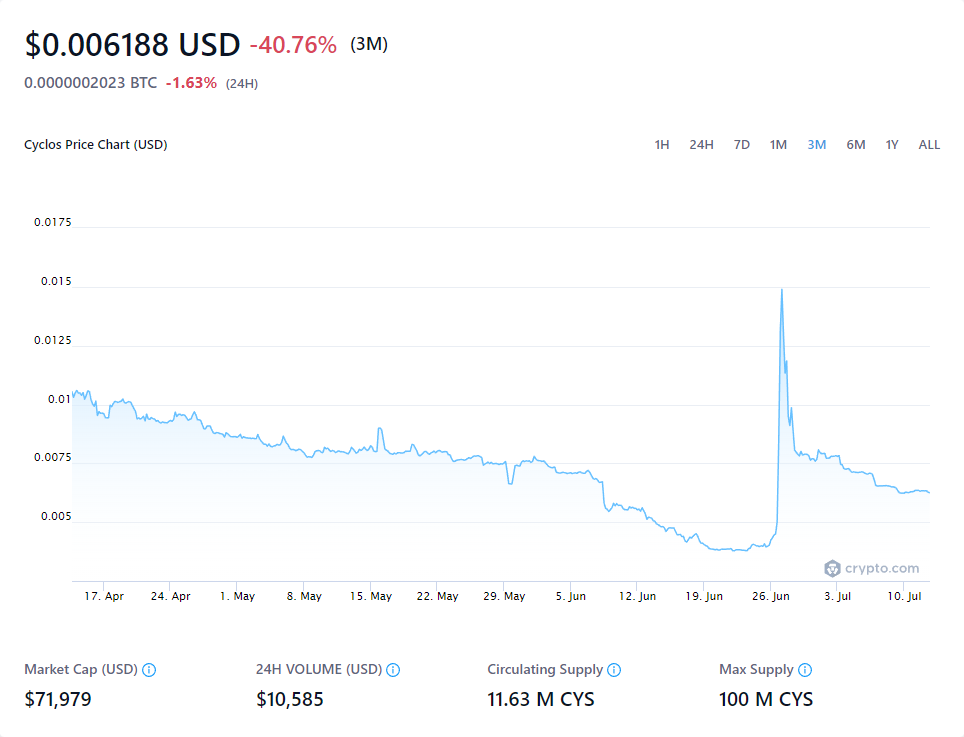 $0.006188 USD -40.76% (3M)
0.0000002023 BTC -1.63% (24H)
Cyclos Price Chart (USD) 1H 24H 7D 1M 3M 6M 1Y ALL
0.0175
0.015
0.0125
0.01
0.0075
0.005
crypto.com
17. Apr 24. Apr 1. May 8. May 15. May 22. May 29. May 5. Jun 12. Jun 19. Jun 26. Jun 3. Jul 10. Jul
Market Cap (USD) 24H VOLUME (USD) Circulating Supply Max Supply
$71,979 $10,585 11.63 M CYS 100 M CYS